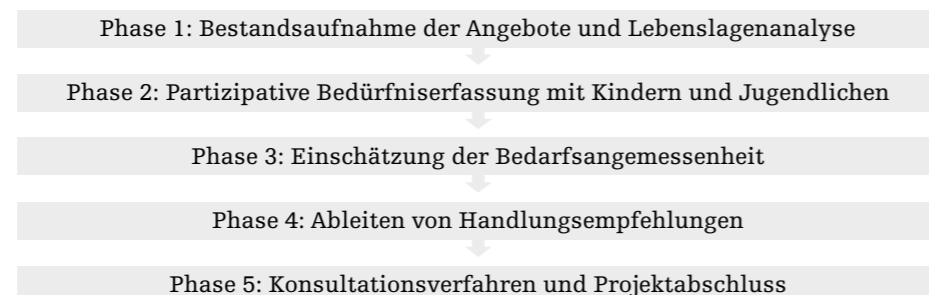 Phase 1: Bestandsaufnahme der Angebote und Lebenslagenanalyse
Phase 2: Partizipative Bedürfniserfassung mit Kindern und Jugendlichen
Phase 3: Einschätzung der Bedarfsangemessenheit
Phase 4: Ableiten von Handlungsempfehlungen
Phase 5: Konsultationsverfahren und Projektabschluss